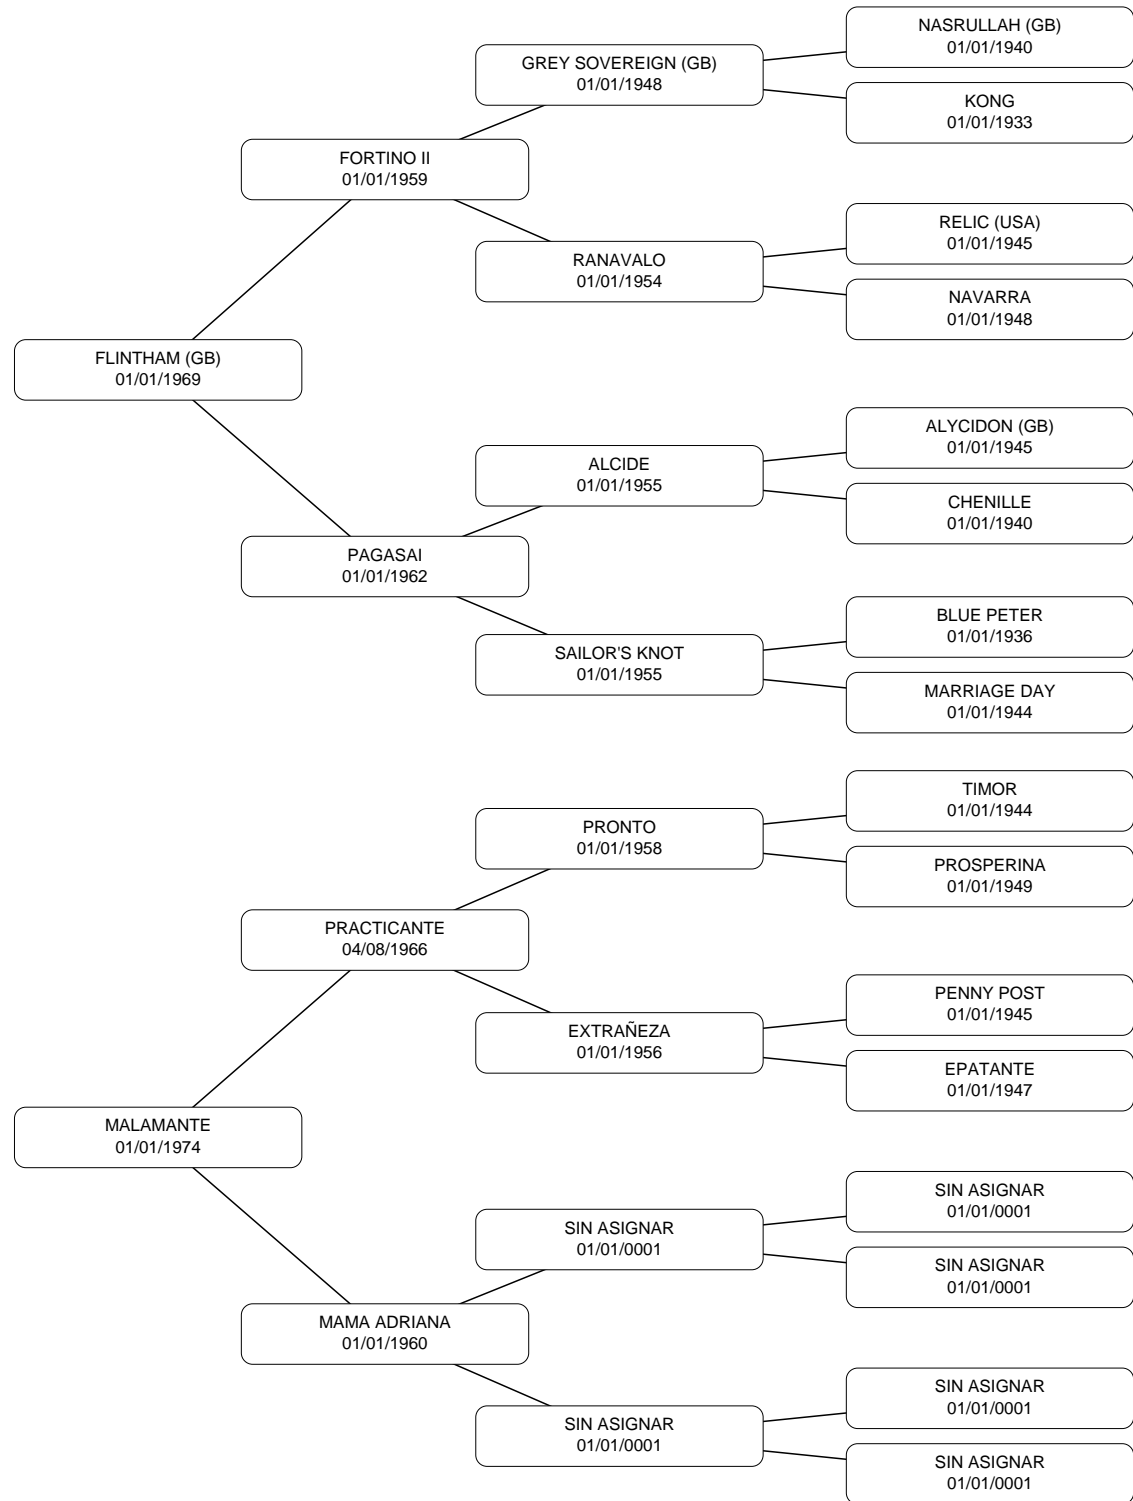 NASRULLAH (GB)
01/01/1940
GREY SOVEREIGN (GB)
01/01/1948
KONG
01/01/1933
FORTINO II
01/01/1959
RELIC (USA)
01/01/1945
RANAVALO
01/01/1954
NAVARRA
01/01/1948
FLINTHAM (GB)
01/01/1969
ALYCIDON (GB)
01/01/1945
ALCIDE
01/01/1955
CHENILLE
01/01/1940
PAGASAI
01/01/1962
BLUE PETER
01/01/1936
SAILOR'S KNOT
01/01/1955
MARRIAGE DAY
01/01/1944
TIMOR
01/01/1944
PRONTO
01/01/1958
PROSPERINA
01/01/1949
PRACTICANTE
04/08/1966
PENNY POST
01/01/1945
EXTRAÑEZA
01/01/1956
EPATANTE
01/01/1947
MALAMANTE
01/01/1974
SIN ASIGNAR
01/01/0001
SIN ASIGNAR
01/01/0001
SIN ASIGNAR
01/01/0001
MAMA ADRIANA
01/01/1960
SIN ASIGNAR
01/01/0001
SIN ASIGNAR
01/01/0001
SIN ASIGNAR
01/01/0001